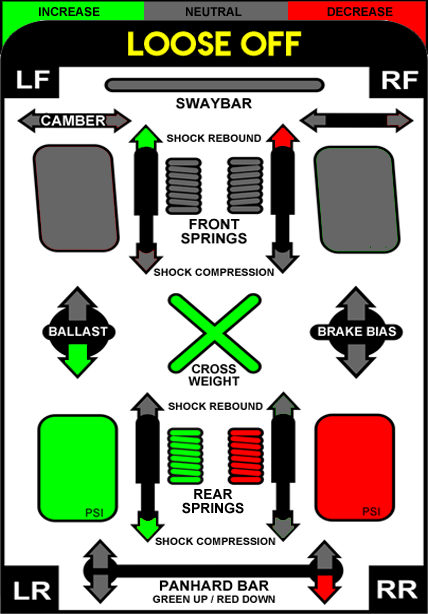 INCREASE NEUTRAL DECREASE
LOOSE OFF
LF RF
SWAYBAR
CAMBER
SHOCK REBOUND
FRONT
SPRINGS
SHOCK COMPRESSION
BALLAST BRAKE BIAS
CROSS
WEIGHT
SHOCK REBOUND
REAR
SPRINGS
PSI PSI
SHOCK COMPRESSION
LR RR
PANHARD BAR
GREEN UP / RED DOWN